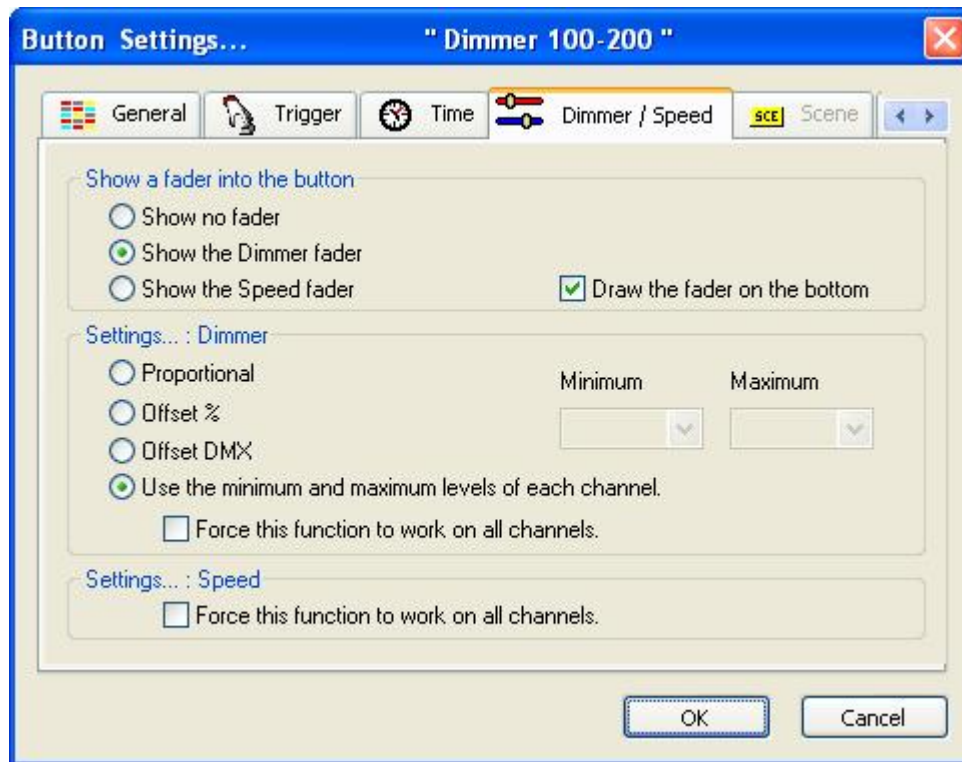 Button Settings... " Dimmer 100-200 "
General Trigger Time Dimmer / Speed SCE Scene
Show a fader into the button
Show no fader
Show the Dimmer fader
Show the Speed fader Draw the fader on the bottom
Settings... : Dimmer
Proportional Minimum Maximum
Offset %
Offset DMX
Use the minimum and maximum levels of each channel.
Force this function to work on all channels.
Settings... : Speed
Force this function to work on all channels.
OK Cancel